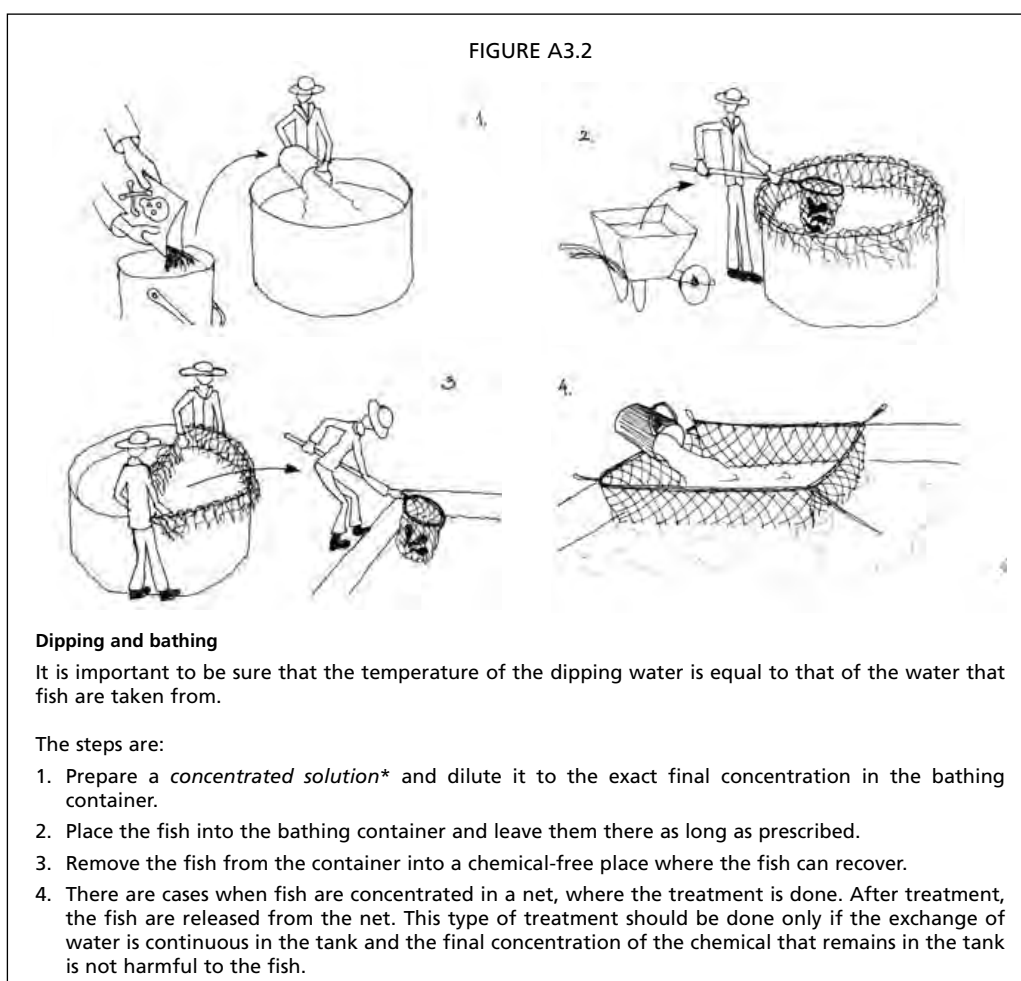 FIGURE A3.2
1.
2.
3
4.
Dipping and bathing
It is important to be sure that the temperature of the dipping water is equal to that of the water that
fish are taken from.
The steps are:
1. Prepare a concentrated solution* and dilute it to the exact final concentration in the bathing
container.
2. Place the fish into the bathing container and leave them there as long as prescribed.
3. Remove the fish from the container into a chemical-free place where the fish can recover.
4. There are cases when fish are concentrated in a net, where the treatment is done. After treatment,
the fish are released from the net. This type of treatment should be done only if the exchange of
water is continuous in the tank and the final concentration of the chemical that remains in the tank
is not harmful to the fish.